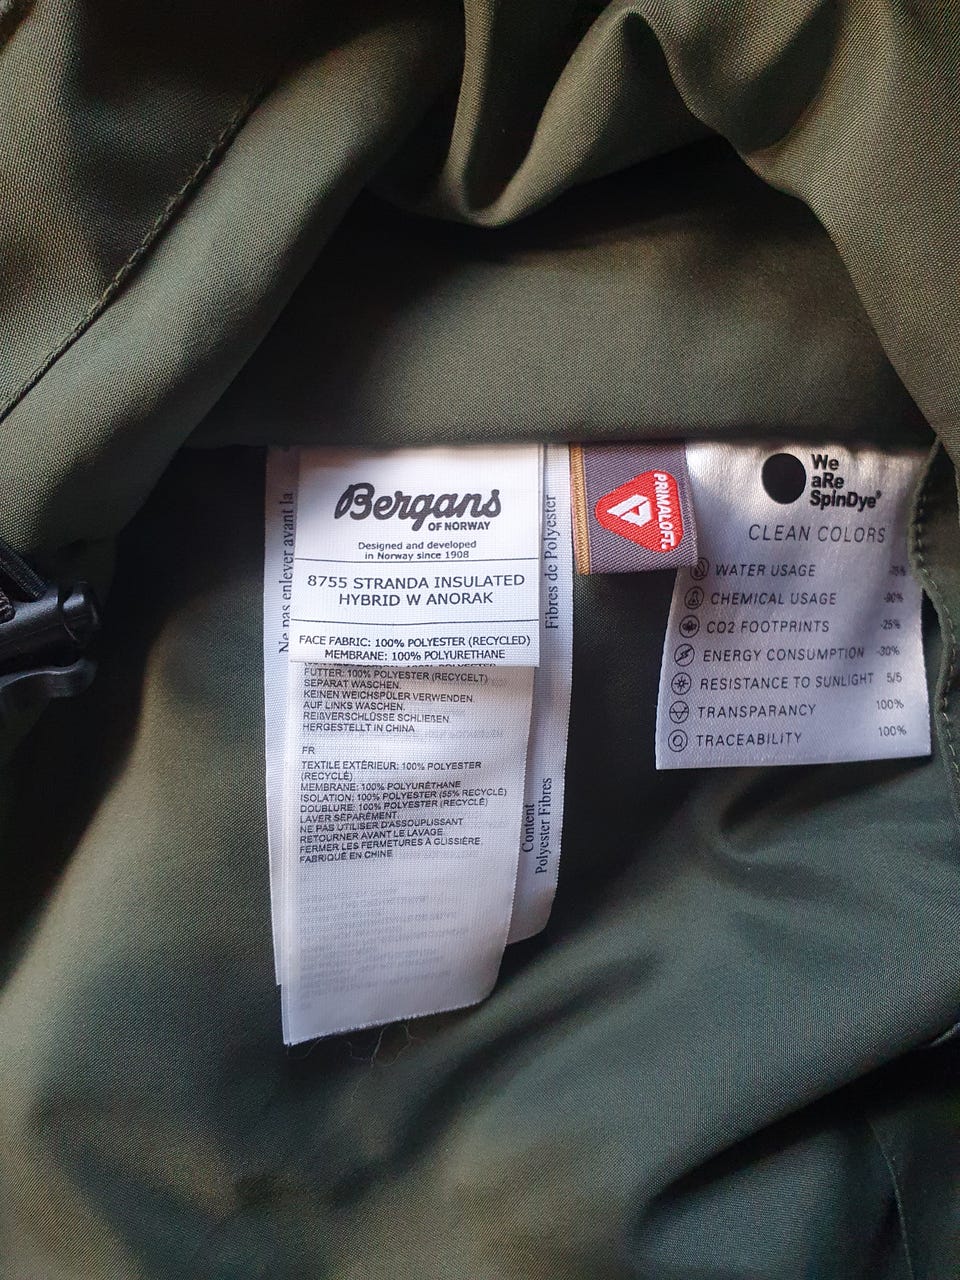 Bergans
OF NORWAY
Designed and developed
in Norway since 1908
8755 STRANDA INSULATED
HYBRID W ANORAK
FACE FABRIC: 100% POLYESTER (RECYCLED)
MEMBRANE: 100% POLYURETHANE
FUTTER: 100% POLYESTER (RECYCELT)
SEPARAT WASCHEN.
KEINEN WEICHSPÜLER VERWENDEN.
AUF LINKS WASCHEN.
REIßVERSCHLÜSSE SCHLIEßEN.
HERGESTELLT IN CHINA
FR
TEXTILE EXTÉRIEUR: 100% POLYESTER
(RECYCLÉ)
MEMBRANE: 100% POLYURÉTHANE
ISOLATION: 100% POLYESTER (55% RECYCLÉ)
DOUBLURE: 100% POLYESTER (RECYCLÉ)
LAVER SÉPARÉMENT.
NE PAS UTILISER D'ASSOUPLISSANT
RETOURNER AVANT LE LAVAGE.
FERMER LES FERMETURES À GLISSIÈRE.
FABRIQUÉ EN CHINE
Ne pas enlever avant la
Fibres de Polyester
Content
Polyester Fibres
PRIMALOFT
We
aRe
SpinDye®
CLEAN COLORS
WATER USAGE -75%
CHEMICAL USAGE -90%
CO2 FOOTPRINTS -25%
ENERGY CONSUMPTION -30%
RESISTANCE TO SUNLIGHT 5/5
TRANSPARANCY 100%
TRACEABILITY 100%